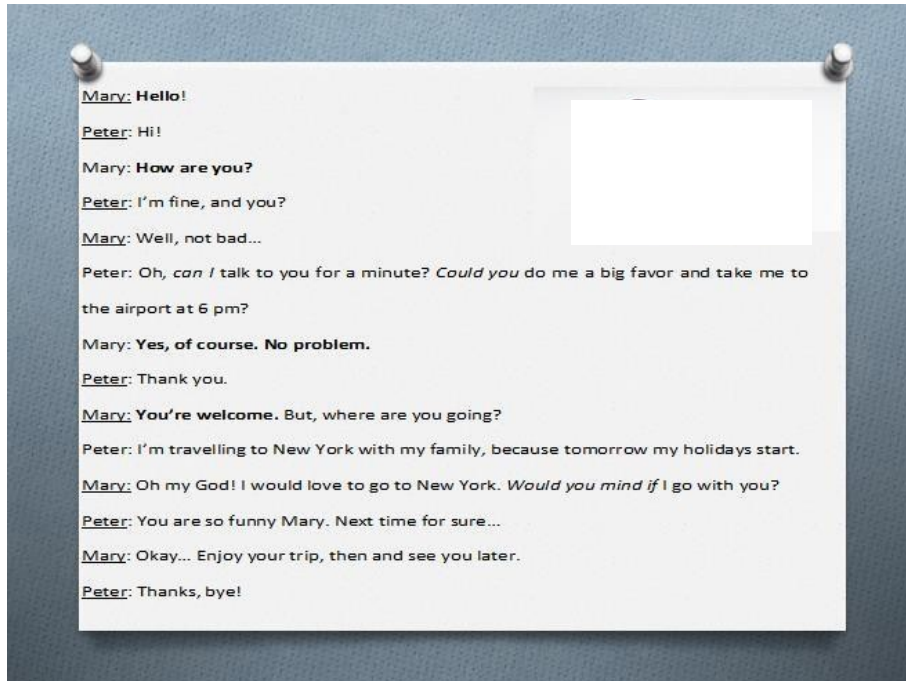 Mary: Hello!
Peter: Hi!
Mary: How are you?
Peter: I'm fine, and you?
Mary: Well, not bad...
Peter: Oh, can I talk to you for a minute? Could you do me a big favor and take me to
the airport at 6 pm?
Mary: Yes, of course. No problem.
Peter: Thank you.
Mary: You're welcome. But, where are you going?
Peter: I'm travelling to New York with my family, because tomorrow my holidays start.
Mary: Oh my God! I would love to go to New York. Would you mind if I go with you?
Peter: You are so funny Mary. Next time for sure...
Mary: Okay... Enjoy your trip, then and see you later.
Peter: Thanks, bye!